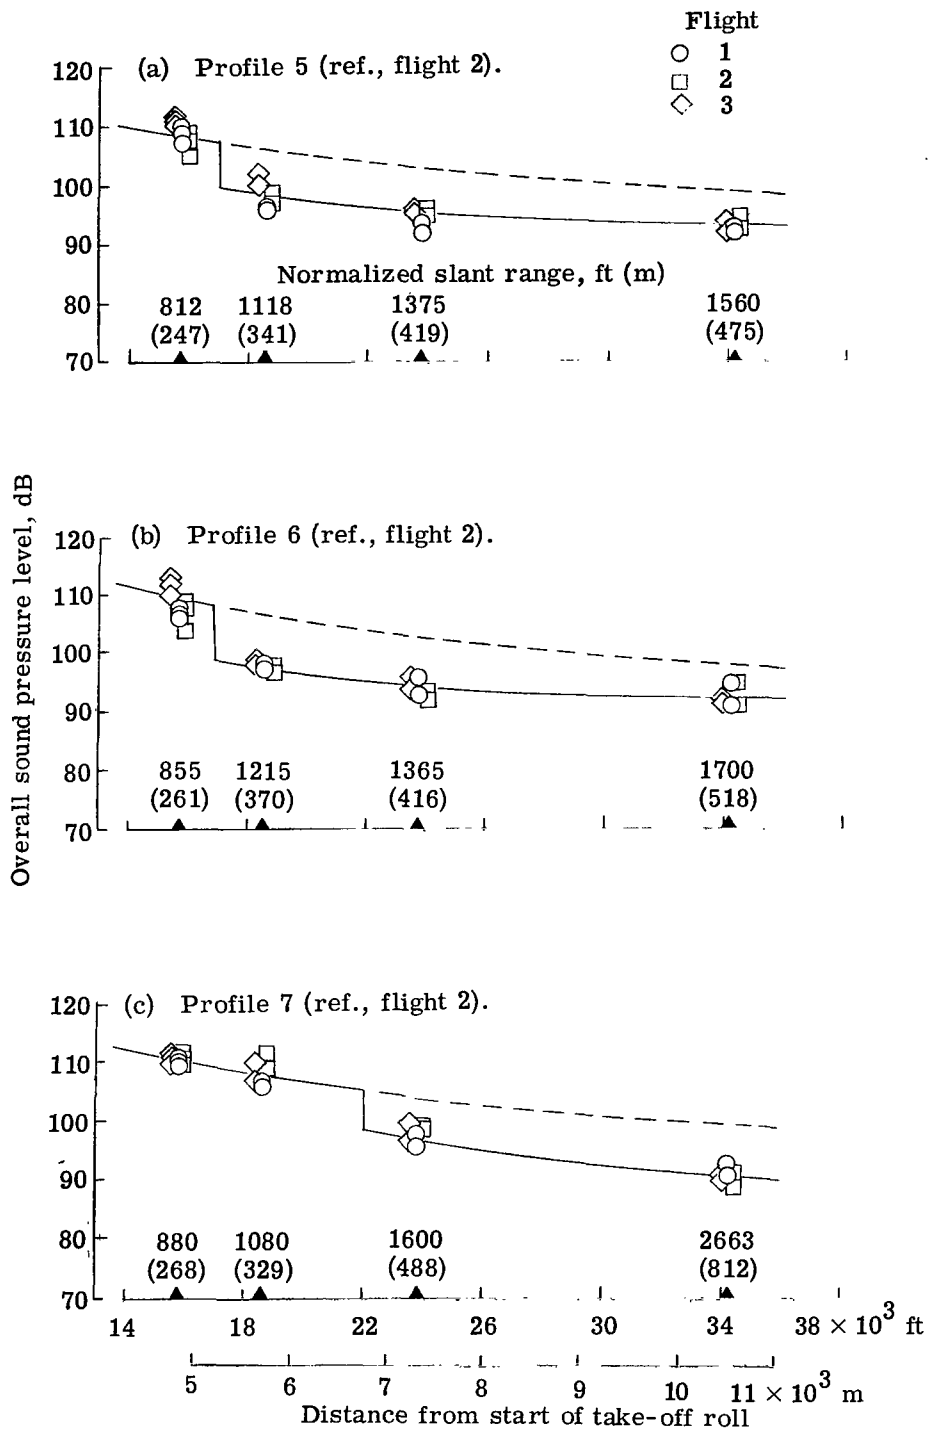 Flight
1
2
3
(a) Profile 5 (ref., flight 2).
120
110
100
90
80
70
Normalized slant range, ft (m)
812 1118 1375 1560
(247) (341) (419) (475)
Overall sound pressure level, dB
(b) Profile 6 (ref., flight 2).
120
110
100
90
80
70
855 1215 1365 1700
(261) (370) (416) (518)
(c) Profile 7 (ref., flight 2).
120
110
100
90
80
70
880 1080 1600 2663
(268) (329) (488) (812)
14 18 22 26 30 34 38 × 10³ ft
5 6 7 8 9 10 11 × 10³ m
Distance from start of take-off roll